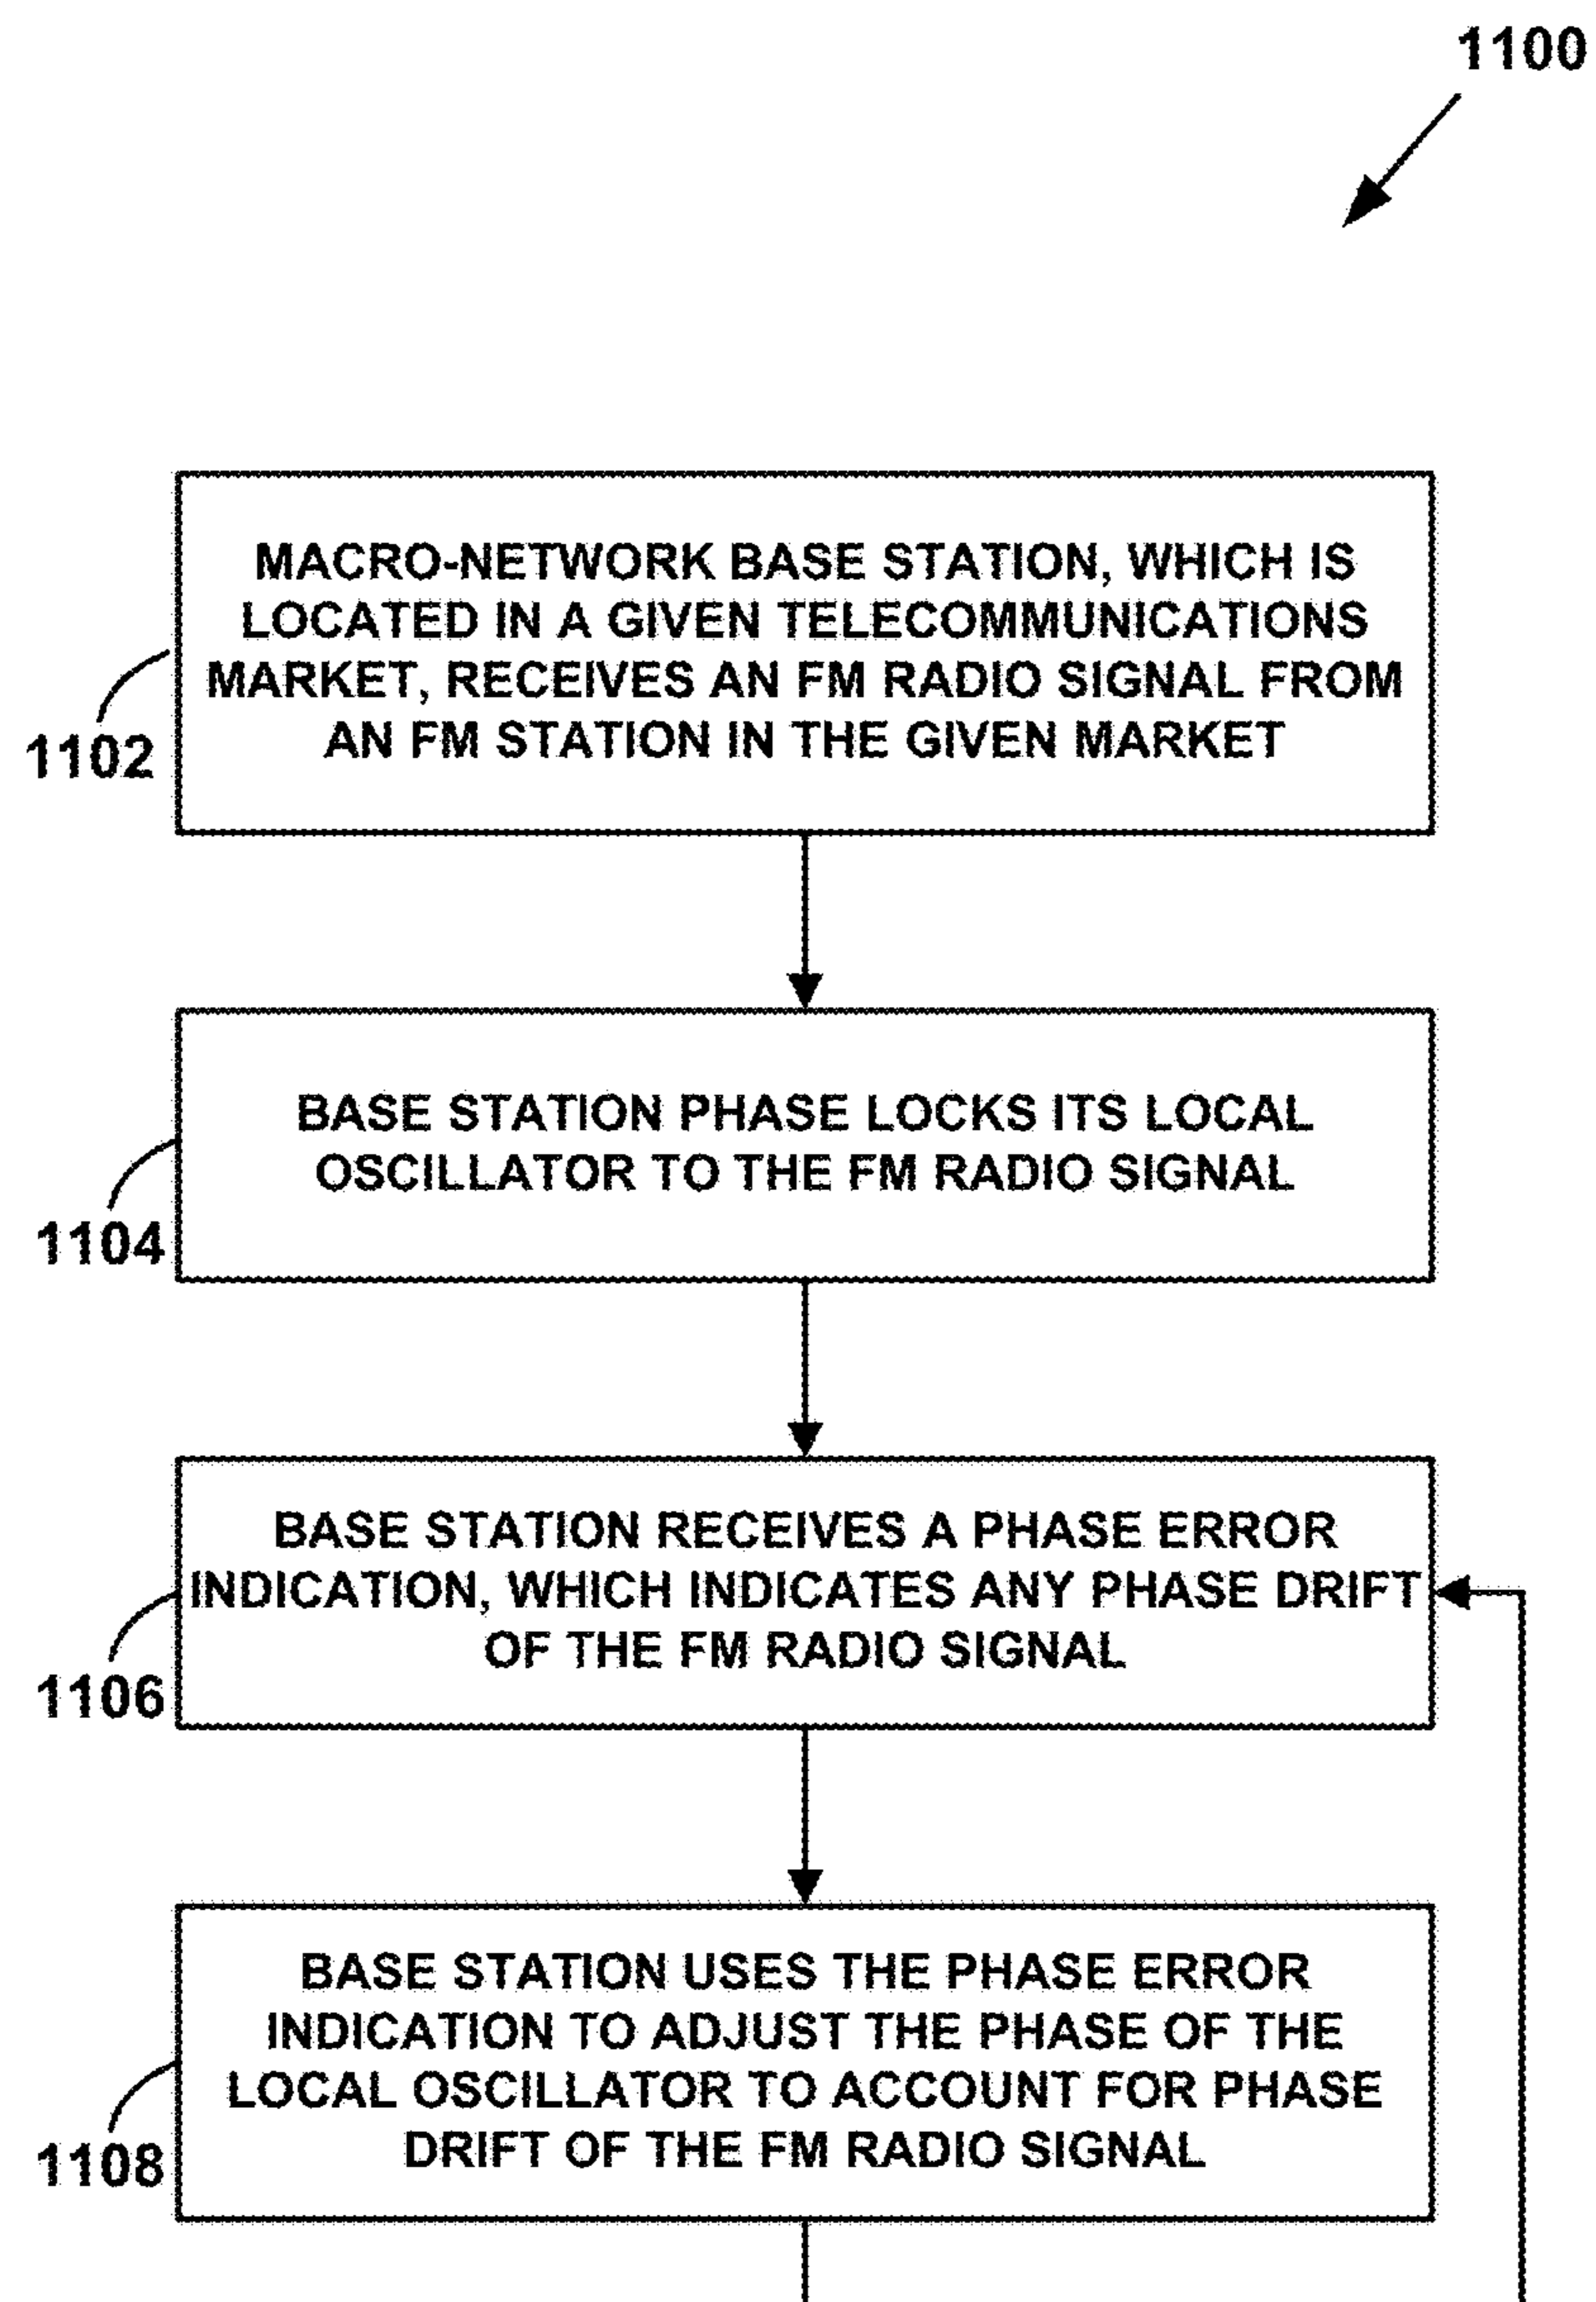 1100
MACRO-NETWORK BASE STATION, WHICH IS
LOCATED IN A GIVEN TELECOMMUNICATIONS
MARKET, RECEIVES AN FM RADIO SIGNAL FROM
AN FM STATION IN THE GIVEN MARKET
1102
BASE STATION PHASE LOCKS ITS LOCAL
OSCILLATOR TO THE FM RADIO SIGNAL
1104
BASE STATION RECEIVES A PHASE ERROR
INDICATION, WHICH INDICATES ANY PHASE DRIFT
OF THE FM RADIO SIGNAL
1106
BASE STATION USES THE PHASE ERROR
INDICATION TO ADJUST THE PHASE OF THE
LOCAL OSCILLATOR TO ACCOUNT FOR PHASE
DRIFT OF THE FM RADIO SIGNAL
1108